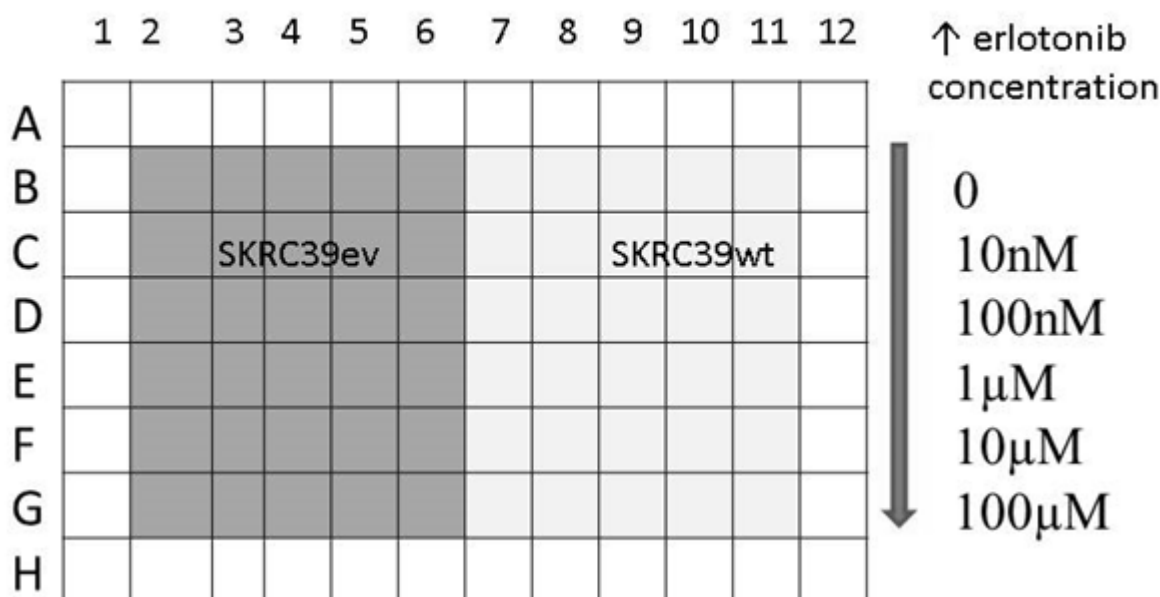 1 2 3 4 5 6 7 8 9 10 11 12
↑ erlotonib
concentration
A
B
0
C
SKRC39ev
SKRC39wt
10nM
D
100nM
E
1µM
F
10µM
G
100µM
H